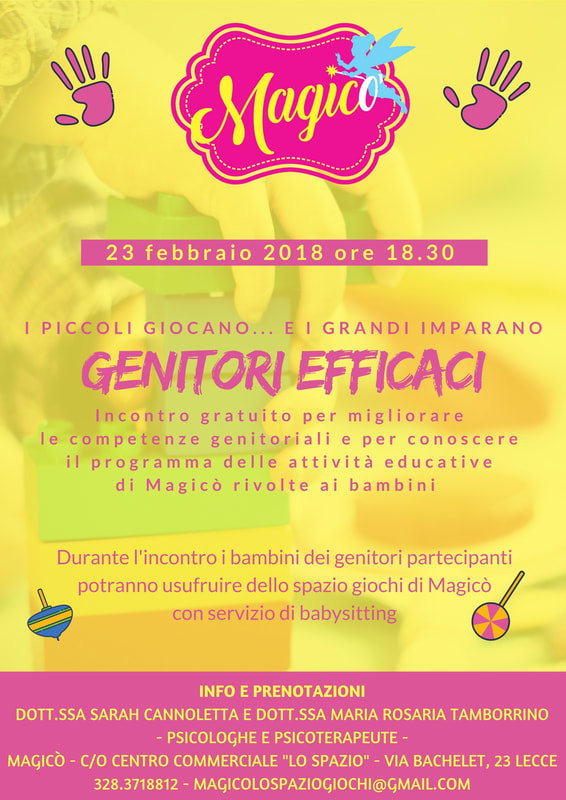 Magicò
23 febbraio 2018 ore 18.30
I PICCOLI GIOCANO... E I GRANDI IMPARANO
GENITORI EFFICACI
Incontro gratuito per migliorare
le competenze genitoriali e per conoscere
il programma delle attività educative
di Magicò rivolte ai bambini
Durante l'incontro i bambini dei genitori partecipanti
potranno usufruire dello spazio giochi di Magicò
con servizio di babysitting
INFO E PRENOTAZIONI
DOTT.SSA SARAH CANNOLETTA E DOTT.SSA MARIA ROSARIA TAMBORRINO
- PSICOLOGHE E PSICOTERAPEUTE -
MAGICÒ - C/O CENTRO COMMERCIALE "LO SPAZIO" - VIA BACHELET, 23 LECCE
328.3718812 - MAGICOLOSPAZIOGIOCHI@GMAIL.COM